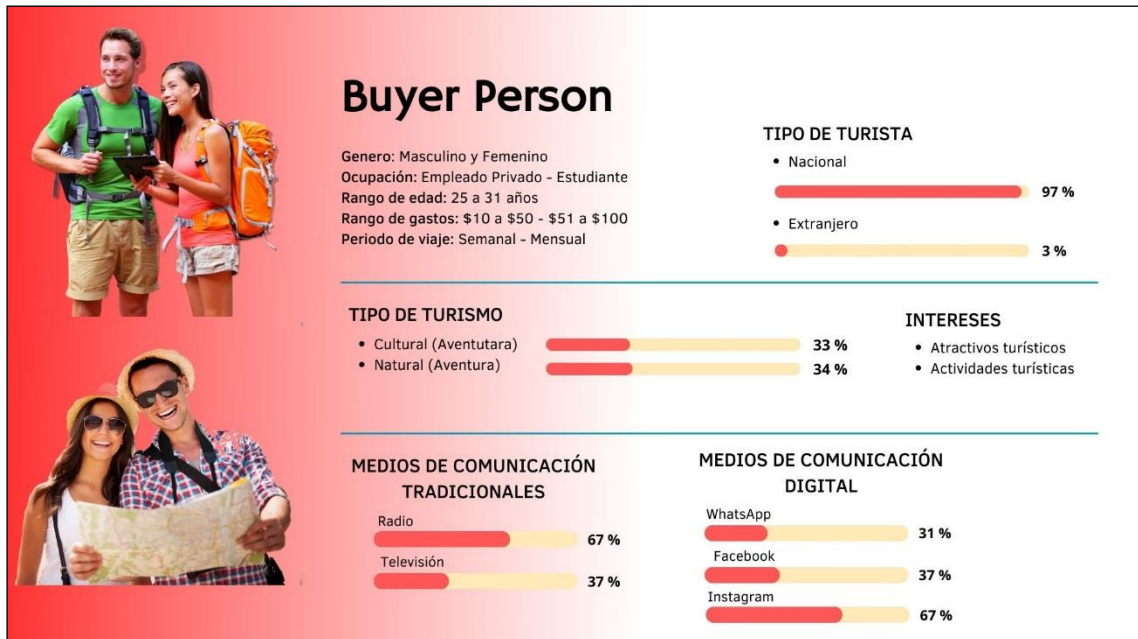 Buyer Person
Genero: Masculino y Femenino
Ocupación: Empleado Privado - Estudiante
Rango de edad: 25 a 31 años
Rango de gastos: $10 a $50 - $51 a $100
Periodo de viaje: Semanal - Mensual
TIPO DE TURISTA
• Nacional
97 %
• Extranjero
3 %
TIPO DE TURISMO
• Cultural (Aventutara)
33 %
• Natural (Aventura)
34 %
INTERESES
• Atractivos turísticos
• Actividades turísticas
MEDIOS DE COMUNICACIÓN
TRADICIONALES
Radio
67 %
Televisión
37 %
MEDIOS DE COMUNICACIÓN
DIGITAL
WhatsApp
31 %
Facebook
37 %
Instagram
67 %